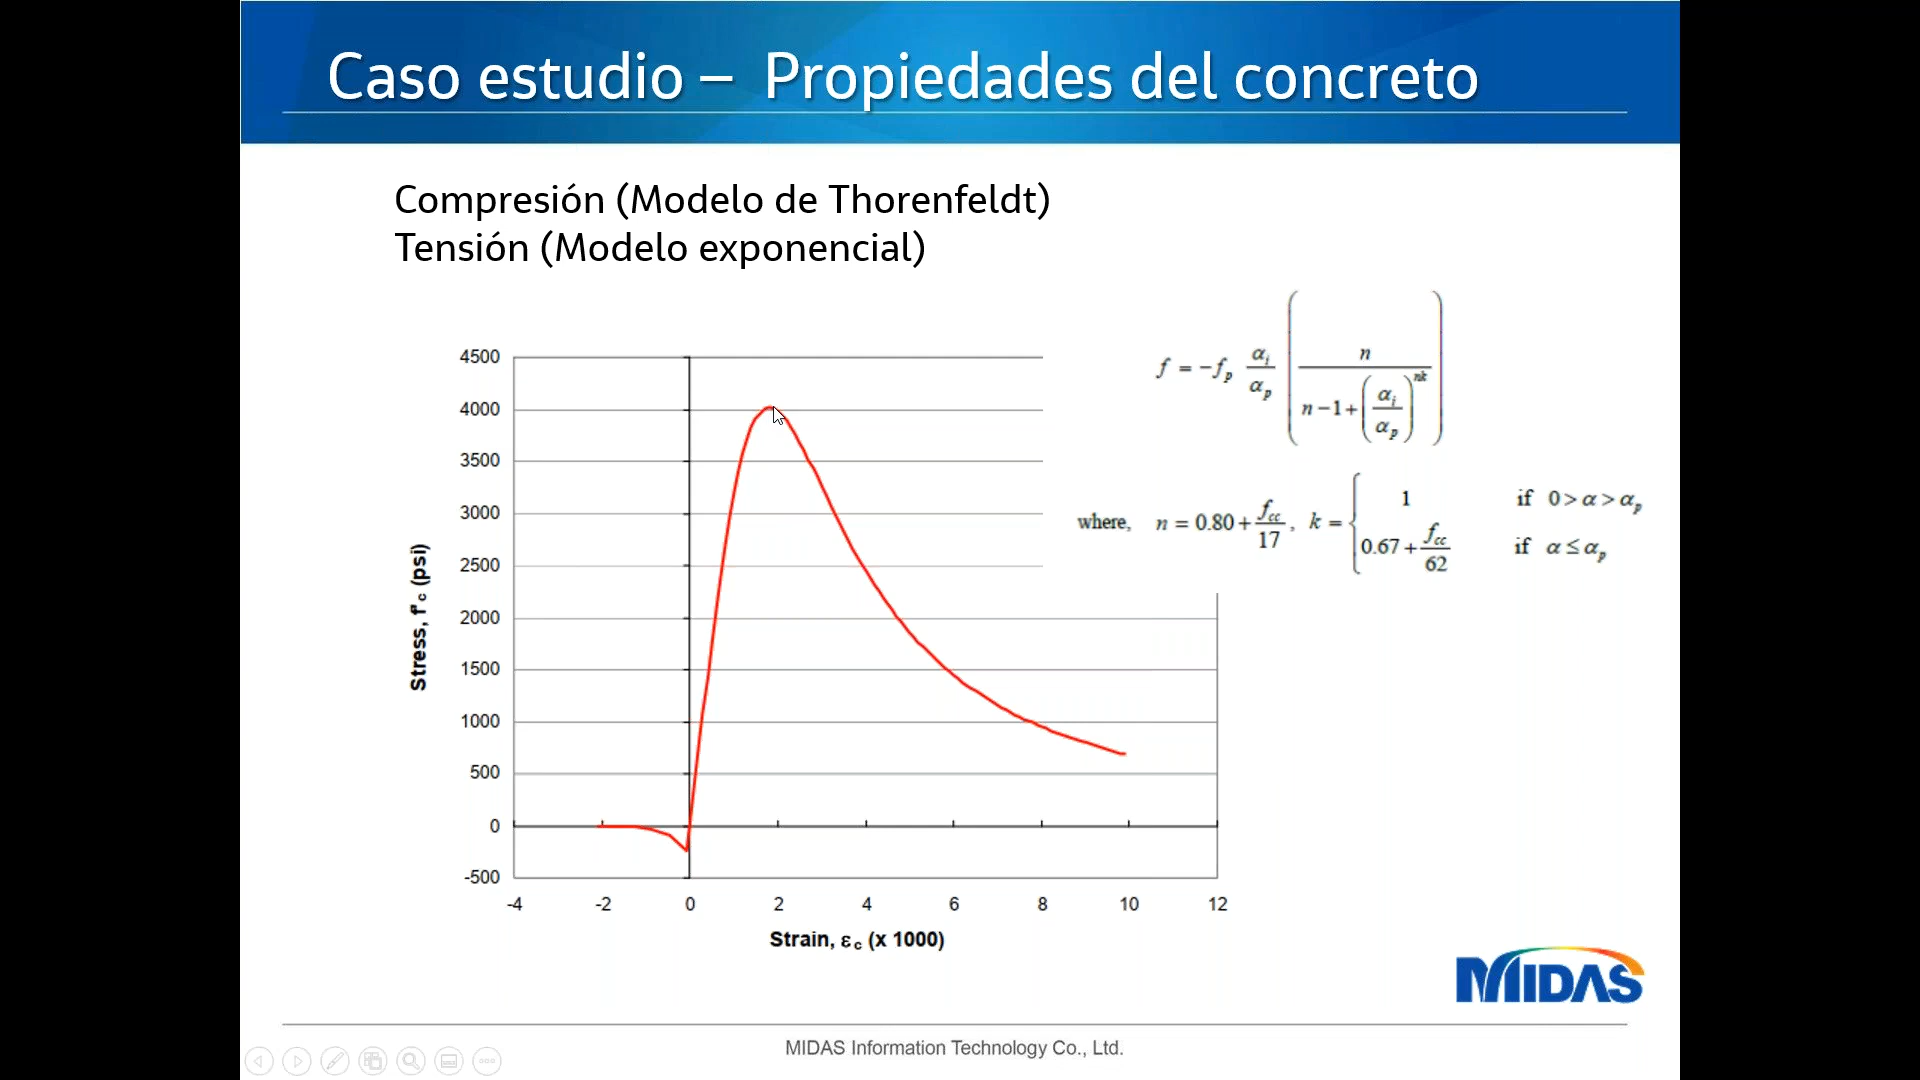 Caso estudio – Propiedades del concreto
Compresión (Modelo de Thorenfeldt)
Tensión (Modelo exponencial)
f = −f_p α_i / α_p ( n / ( n − 1 + ( α_i / α_p )^nk ) )
where, n = 0.80 + f_cc / 17 , k = { 1 if 0 > α > α_p
0.67 + f_cc / 62 if α ≤ α_p
Stress, f'c (psi)
4500
4000
3500
3000
2500
2000
1500
1000
500
0
-500
-4 -2 0 2 4 6 8 10 12
Strain, εc (x 1000)
MIDAS
MIDAS Information Technology Co., Ltd.